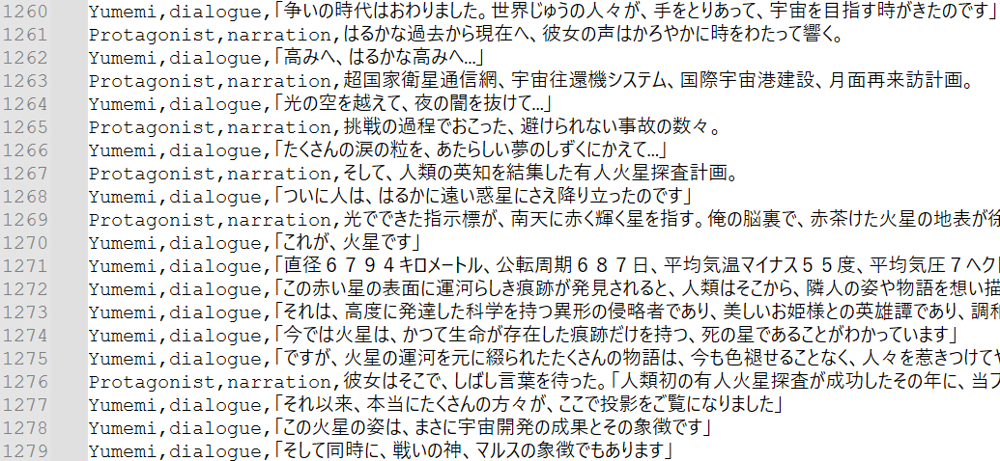 1260 Yumemi,dialogue,「争いの時代はおわりました。世界じゅうの人々が、手をとりあって、宇宙を目指す時がきたのです」
1261 Protagonist,narration,はるかな過去から現在へ、彼女の声はかろやかに時をわたって響く。
1262 Yumemi,dialogue,「高みへ、はるかな高みへ…」
1263 Protagonist,narration,超国家衛星通信網、宇宙往還機システム、国際宇宙港建設、月面再来訪計画。
1264 Yumemi,dialogue,「光の空を越えて、夜の闇を抜けて…」
1265 Protagonist,narration,挑戦の過程でおこった、避けられない事故の数々。
1266 Yumemi,dialogue,「たくさんの涙の粒を、あたらしい夢のしずくにかえて…」
1267 Protagonist,narration,そして、人類の英知を結集した有人火星探査計画。
1268 Yumemi,dialogue,「ついに人は、はるかに遠い惑星にさえ降り立ったのです」
1269 Protagonist,narration,光でできた指示標が、南天に赤く輝く星を指す。俺の脳裏で、赤茶けた火星の地表が徐
1270 Yumemi,dialogue,「これが、火星です」
1271 Yumemi,dialogue,「直径６７９４キロメートル、公転周期６８７日、平均気温マイナス５５度、平均気圧７ヘク
1272 Yumemi,dialogue,「この赤い星の表面に運河らしき痕跡が発見されると、人類はそこから、隣人の姿や物語を想い描
1273 Yumemi,dialogue,「それは、高度に発達した科学を持つ異形の侵略者であり、美しいお姫様との英雄譚であり、調和
1274 Yumemi,dialogue,「今では火星は、かつて生命が存在した痕跡だけを持つ、死の星であることがわかっています」
1275 Yumemi,dialogue,「ですが、火星の運河を元に綴られたたくさんの物語は、今も色褪せることなく、人々を惹きつけて
1276 Protagonist,narration,彼女はそこで、しばし言葉を待った。「人類初の有人火星探査が成功したその年に、当
1277 Yumemi,dialogue,「それ以来、本当にたくさんの方々が、ここで投影をご覧になりました」
1278 Yumemi,dialogue,「この火星の姿は、まさに宇宙開発の成果とその象徴です」
1279 Yumemi,dialogue,「そして同時に、戦いの神、マルスの象徴でもあります」